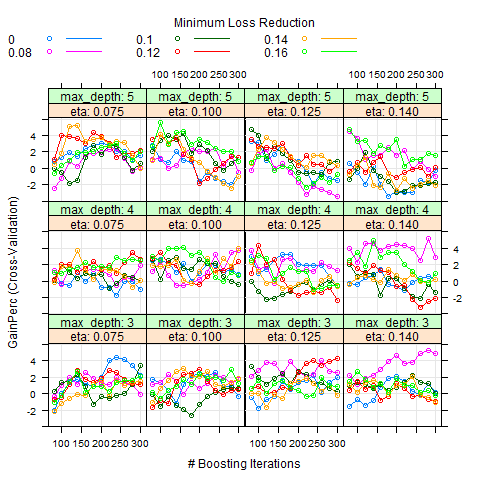 Minimum Loss Reduction
0 0.1 0.14
0.08 0.12 0.16
100 150 200 250 300 100 150 200 250 300
max_depth: 5 max_depth: 5 max_depth: 5 max_depth: 5
eta: 0.075 eta: 0.100 eta: 0.125 eta: 0.140
4
2
0
-2
max_depth: 4 max_depth: 4 max_depth: 4 max_depth: 4
eta: 0.075 eta: 0.100 eta: 0.125 eta: 0.140
4
2
0
-2
max_depth: 3 max_depth: 3 max_depth: 3 max_depth: 3
eta: 0.075 eta: 0.100 eta: 0.125 eta: 0.140
4
2
0
-2
100 150 200 250 300 100 150 200 250 300
# Boosting Iterations
GainPerc (Cross-Validation)